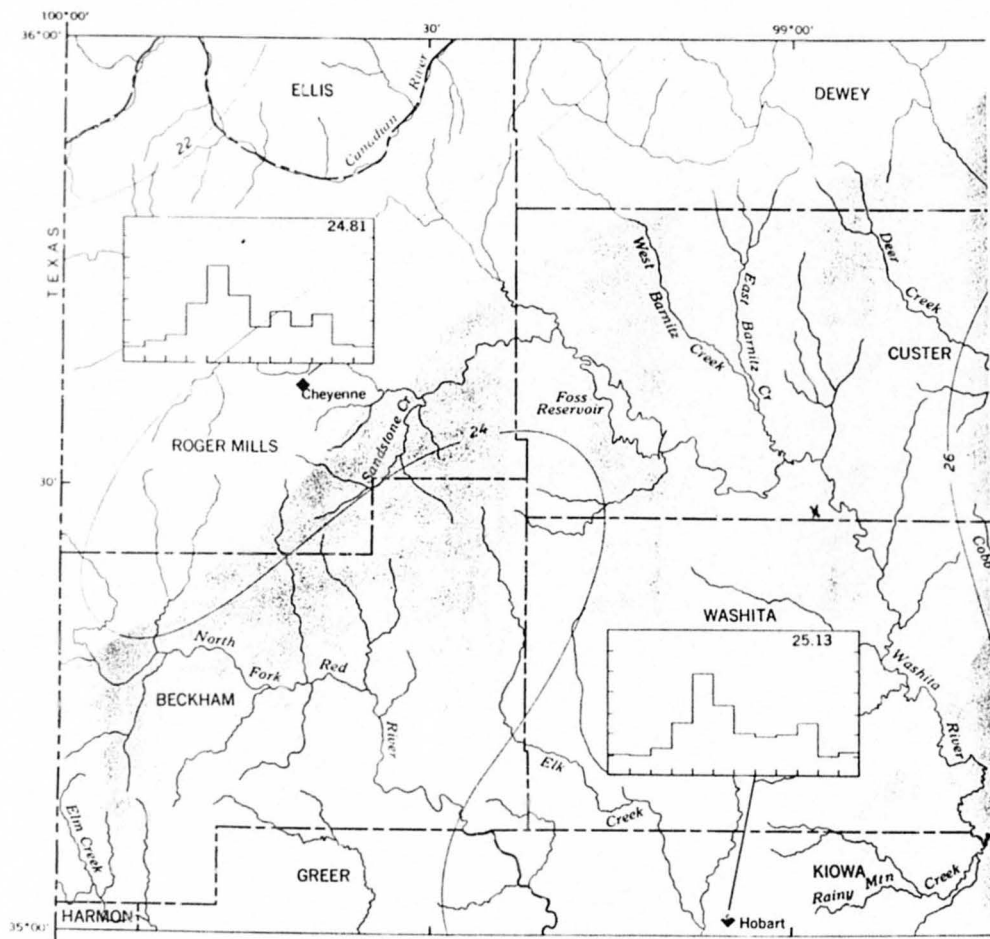 100°00'
36°00'
30'
99°00'
ELLIS
Canadian River
DEWEY
22
TEXAS
24.81
West Barnitz Creek
East Barnitz Cr
Deer Creek
CUSTER
Cheyenne
Foss
Reservoir
Sandstone Cr
24
ROGER MILLS
26
30'
X
Cobb
WASHITA
25.13
North Fork Red River
Washita River
BECKHAM
Elk Creek
Elm Creek
GREER
KIOWA
Rainy Mtn Creek
HARMON
35°00'
Hobart